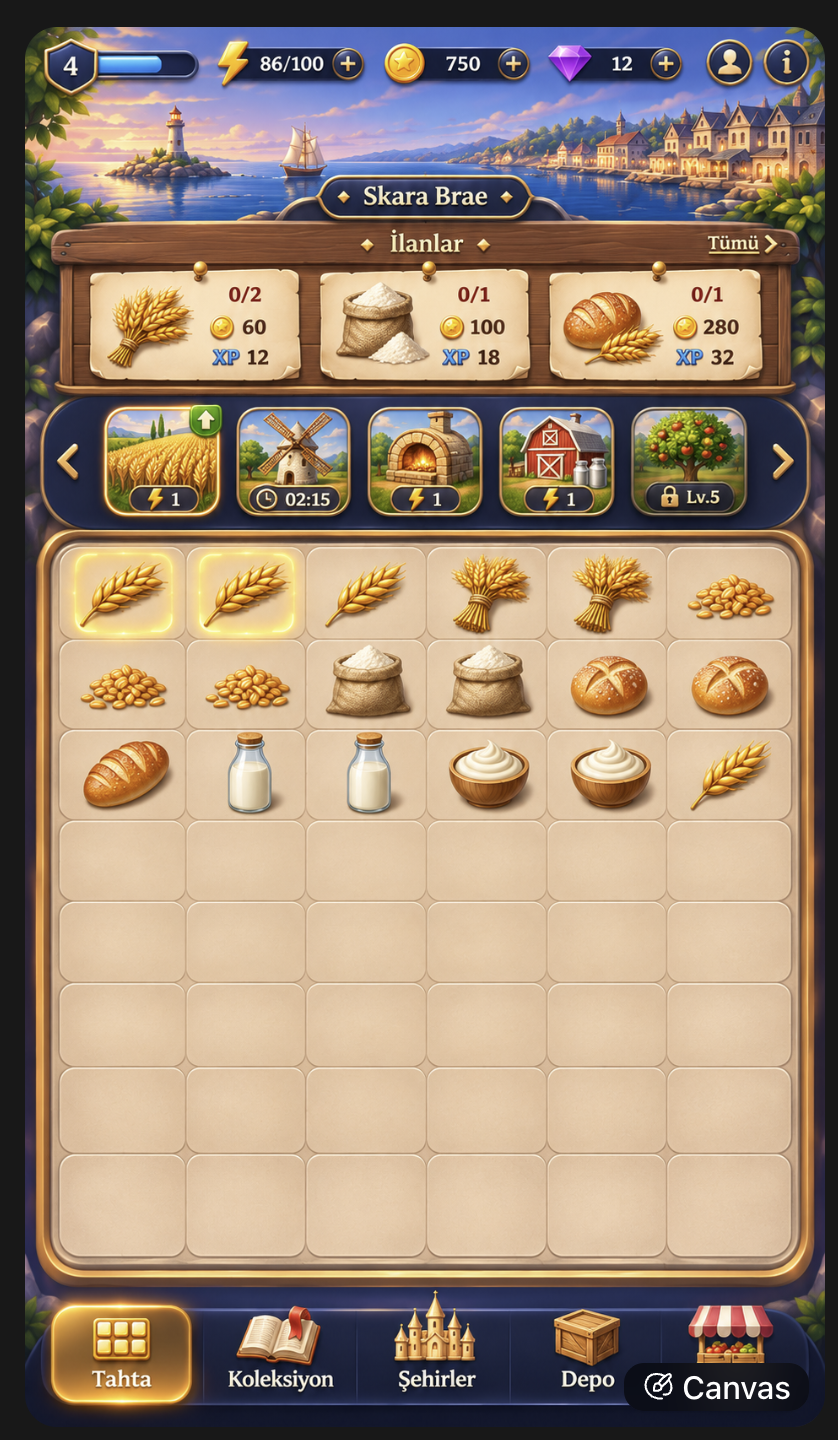 4
86/100
750
12
Skara Brae
İlanlar
Tümü
0/2
60
XP 12
0/1
100
XP 18
0/1
280
XP 32
1
02:15
1
1
Lv.5
Tahta
Koleksiyon
Şehirler
Depo
Canvas